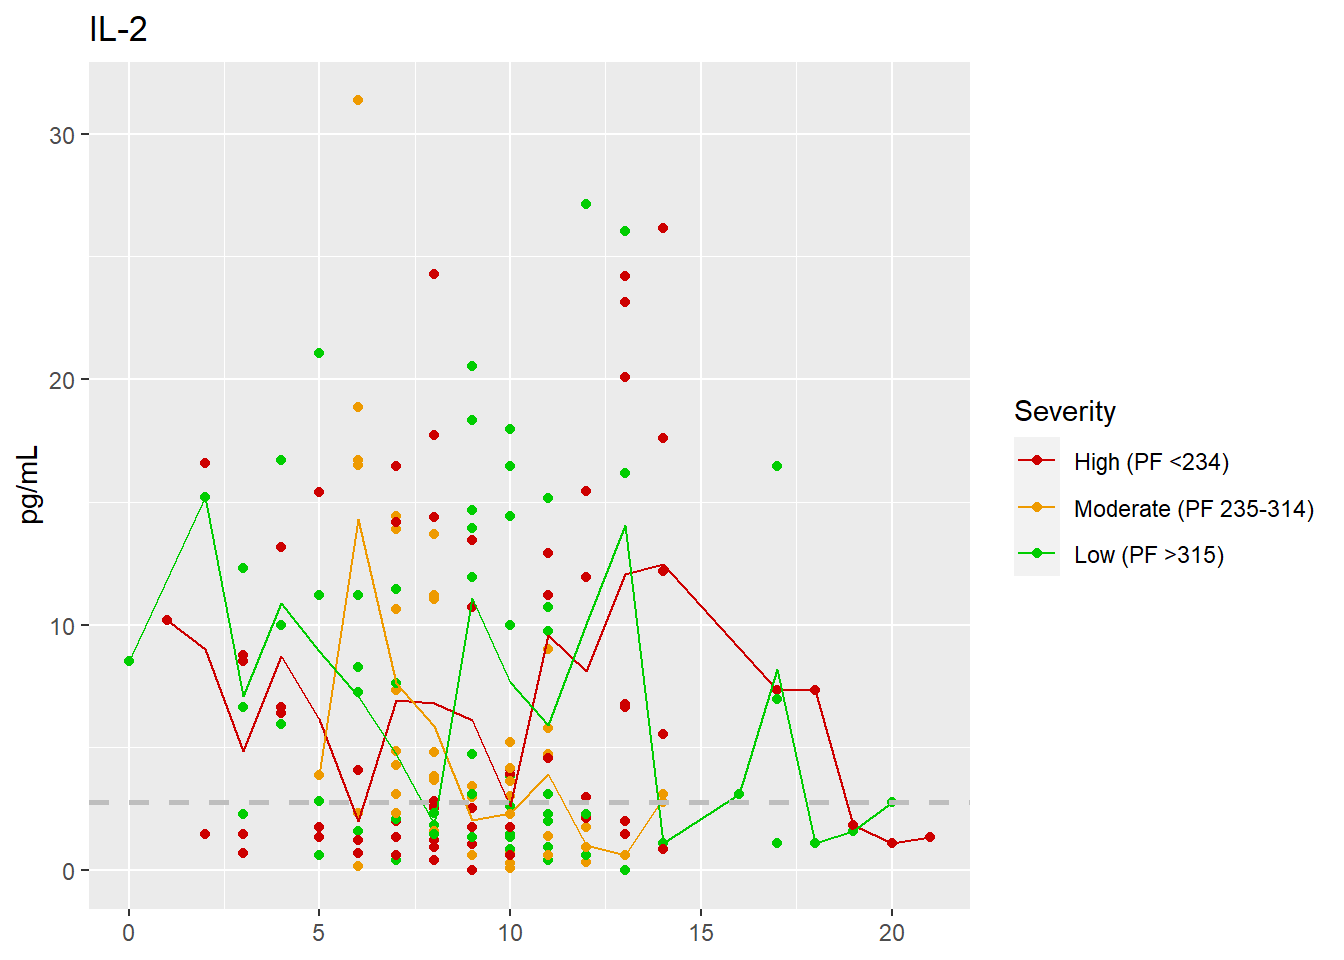 IL-2
30
20
10
0
pg/mL
0 5 10 15 20
Severity
High (PF <234)
Moderate (PF 235-314)
Low (PF >315)